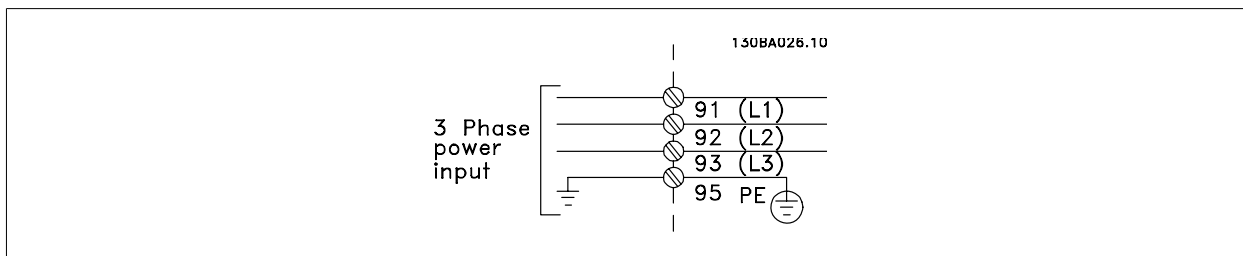 130BA026.10
3 Phase
power
input
91 (L1)
92 (L2)
93 (L3)
95 PE